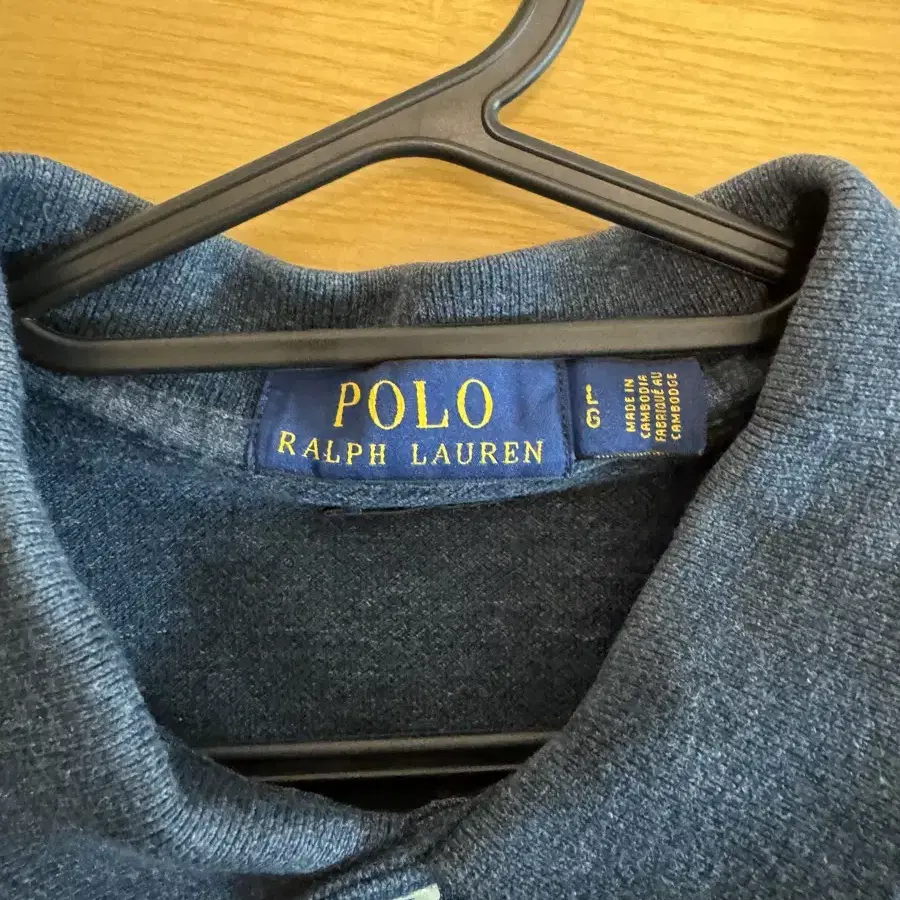 POLO
RALPH LAUREN
MADE IN
CAMBODIA
FABRIQUÉ AU
CAMBODGE